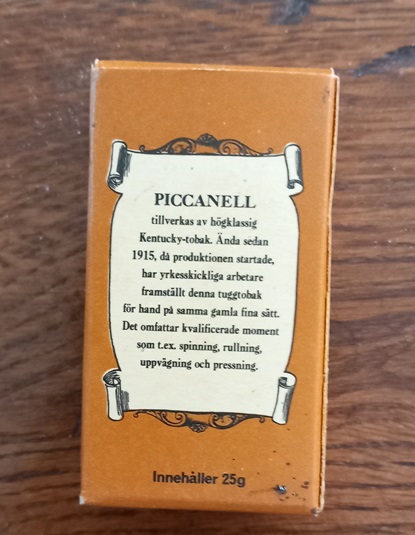 PICCANELL
tillverkas av högklassig
Kentucky-tobak. Ända sedan
1915, då produktionen startade,
har yrkesskickliga arbetare
framställt denna tuggtobak
för hand på samma gamla fina sätt.
Det omfattar kvalificerade moment
som t.ex. spinning, rullning,
uppvägning och pressning.
Innehåller 25g